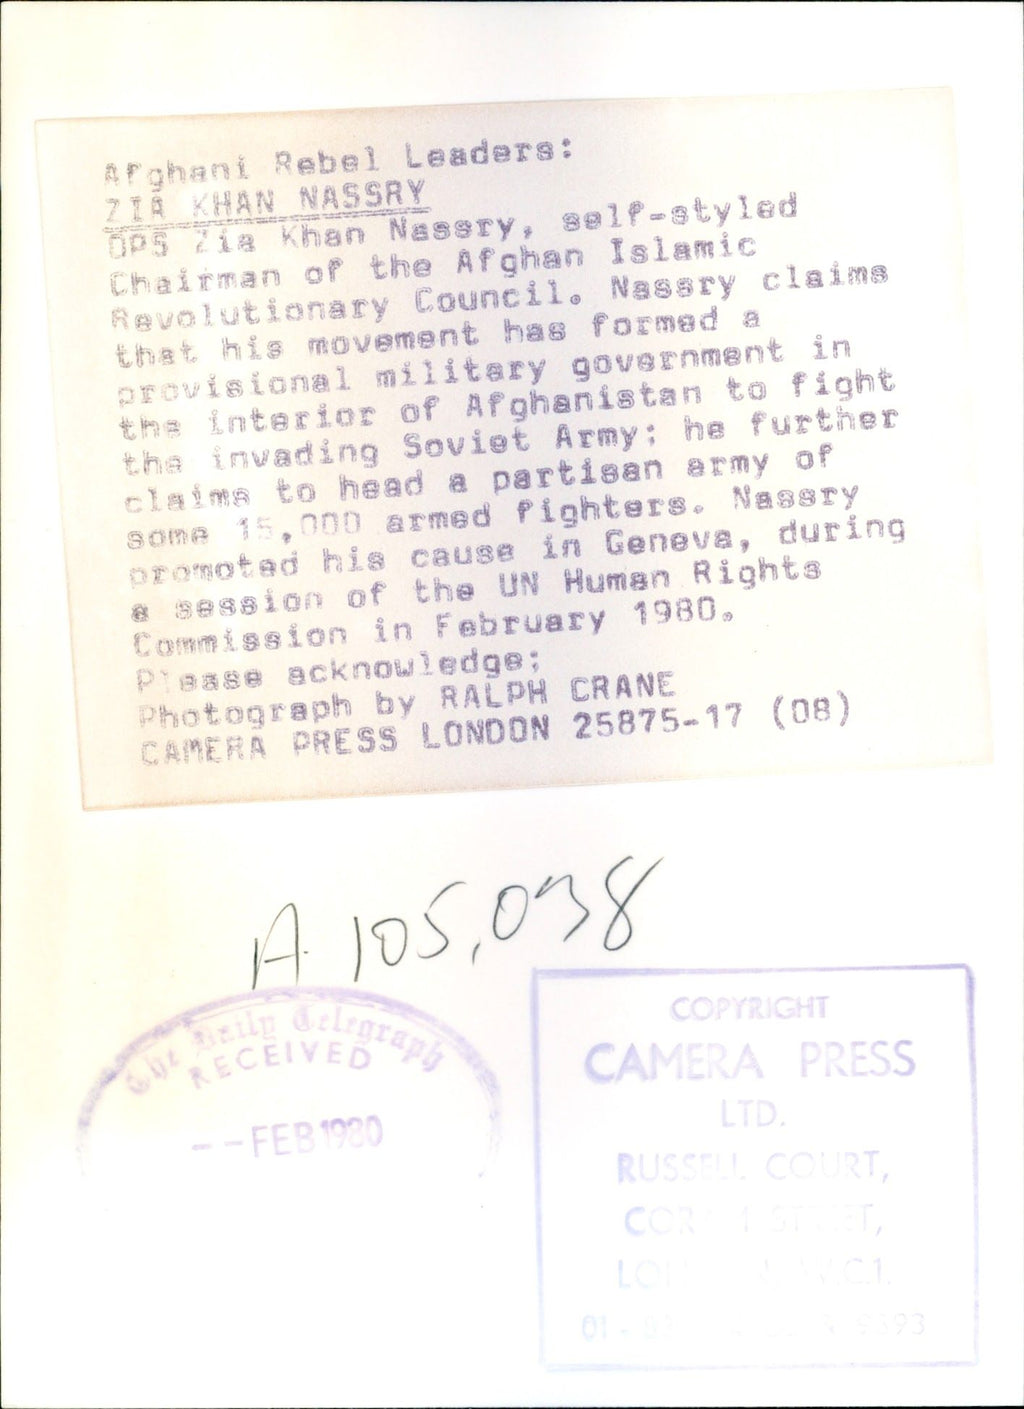 Afghani Rebel Leaders:
ZIA KHAN NASSRY
OPS Zia Khan Nassry, self-styled
Chairman of the Afghan Islamic
Revolutionary Council. Nassry claims
that his movement has formed a
provisional military government in
the interior of Afghanistan to fight
the invading Soviet Army; he further
claims to head a partisan army of
some 15,000 armed fighters. Nassry
promoted his cause in Geneva, during
a session of the UN Human Rights
Commission in February 1980.
Please acknowledge:
Photograph by RALPH CRANE
CAMERA PRESS LONDON 25875-17 (08)
A 105,038
The Daily Telegraph
RECEIVED
--FEB 1980
COPYRIGHT
CAMERA PRESS
LTD.
RUSSELL COURT,
W.C.1.
01 - 9393